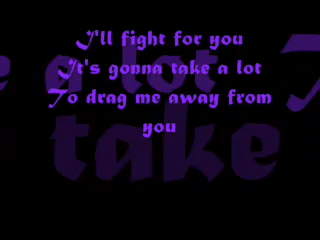 I'll fight for you
It's gonna take a lot
To drag me away from
you
e a lot T
take